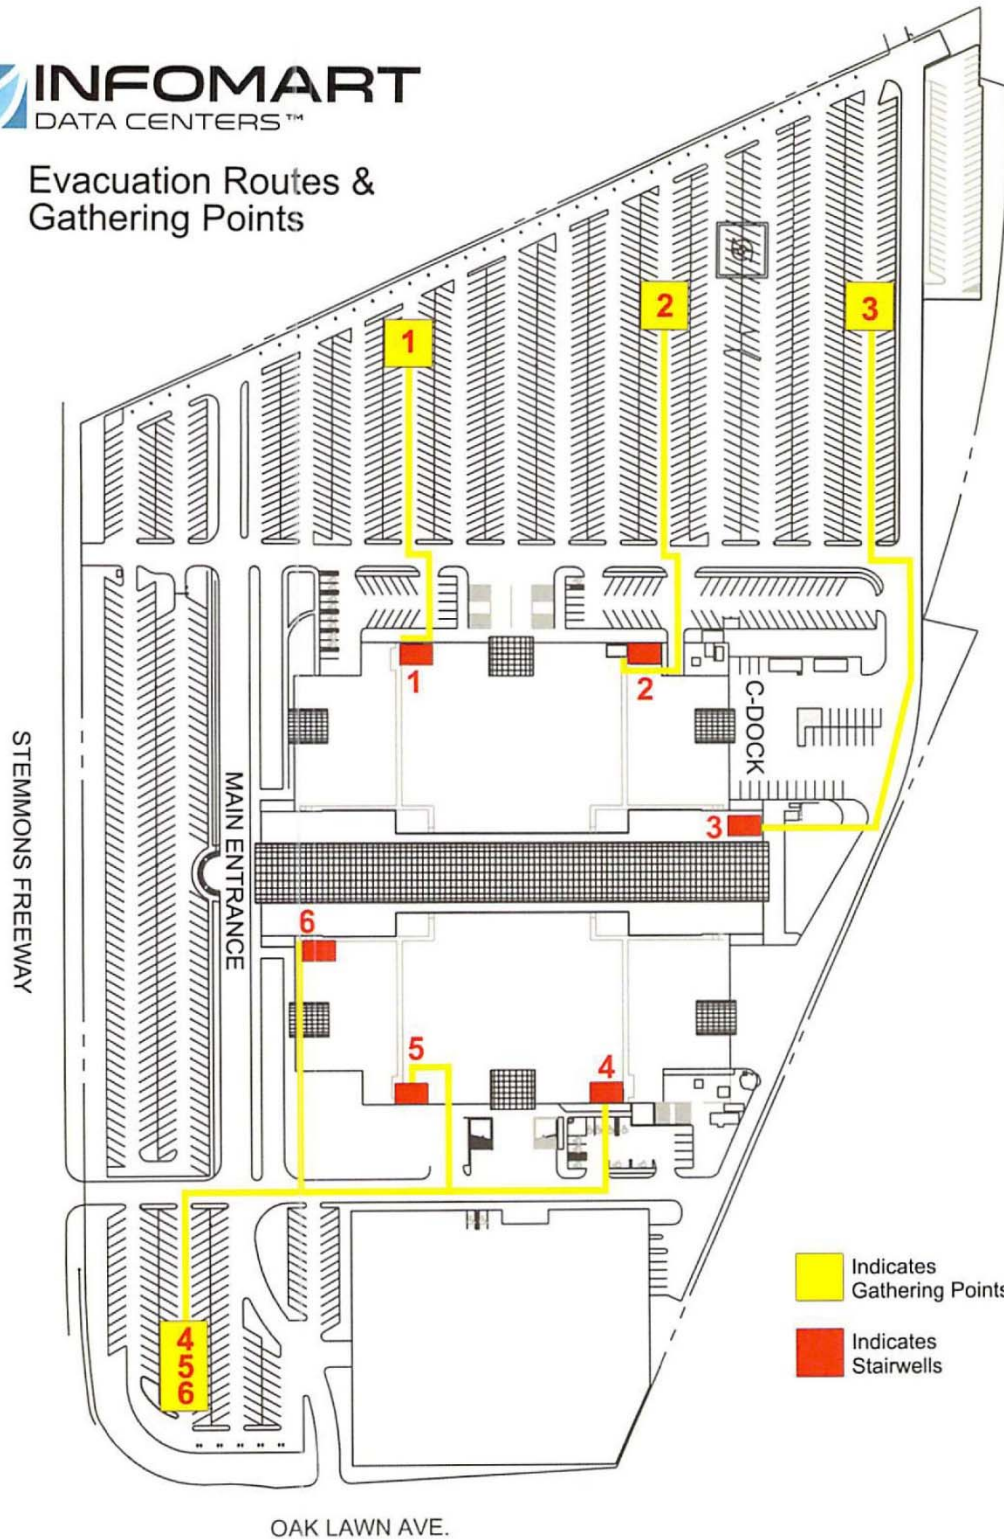 INFOMART
DATA CENTERS™
Evacuation Routes &
Gathering Points
1
2
3
1
2
C-DOCK
3
STEMMONS FREEWAY
MAIN ENTRANCE
6
5
4
4
5
6
Indicates
Gathering Points
Indicates
Stairwells
OAK LAWN AVE.